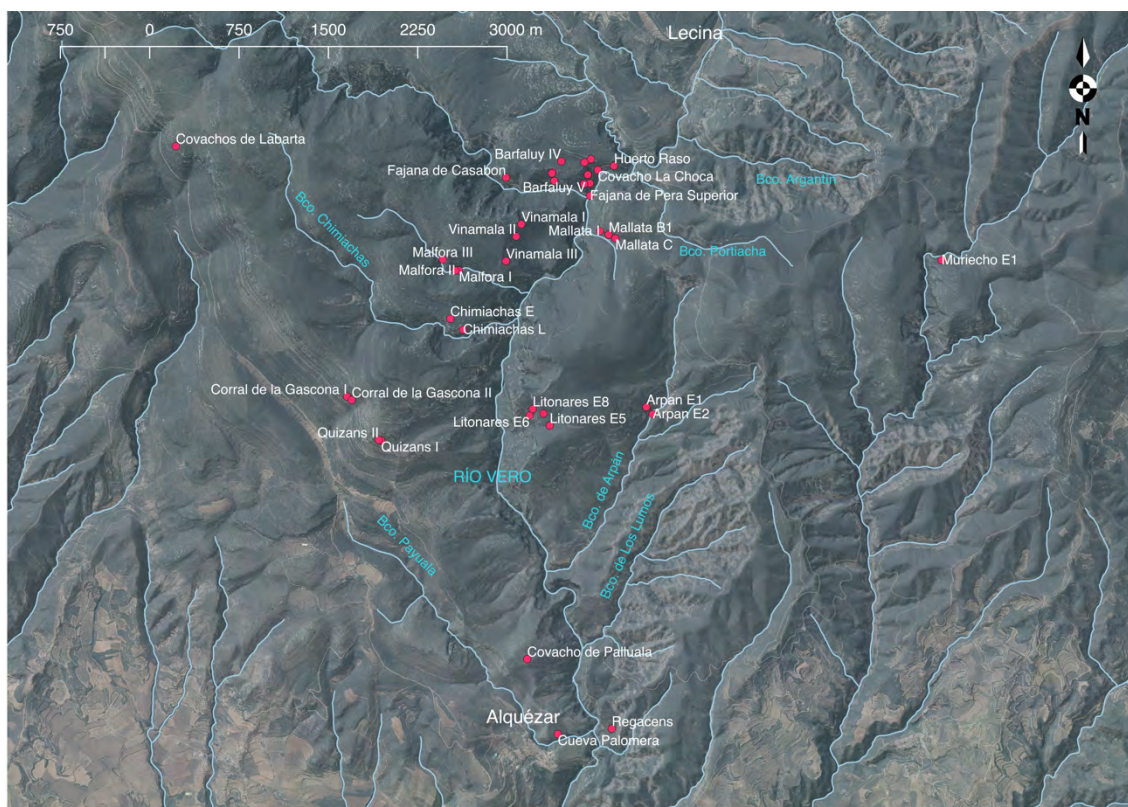 750 0 750 1500 2250 3000 m
Lecina
N
Covachos de Labarta
Barfaluy IV
Huerto Raso
Fajana de Casabon
Covacho La Choca
Bco. Argantín
Barfaluy V
Fajana de Pera Superior
Bco. Chimiachas
Vinamala I
Vinamala II
Mallata I
Mallata B1
Mallata C
Bco. Portiacha
Malfora III
Vinamala III
Muriecho E1
Malfora II
Malfora I
Chimiachas E
Chimiachas L
Corral de la Gascona I
Corral de la Gascona II
Litonares E8
Arpán E1
Litonares E6
Litonares E5
Arpan E2
Quizans II
Quizans I
RÍO VERO
Bco. de Arpán
Bco. Payuala
Bco. de Los Lumos
Covacho de Palluala
Alquézar
Regacens
Cueva Palomera